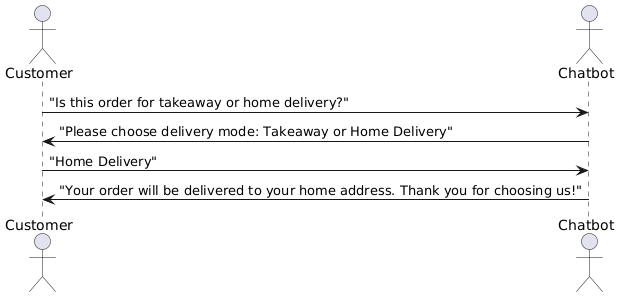 Customer
Chatbot
"Is this order for takeaway or home delivery?"
"Please choose delivery mode: Takeaway or Home Delivery"
"Home Delivery"
"Your order will be delivered to your home address. Thank you for choosing us!"
Customer
Chatbot